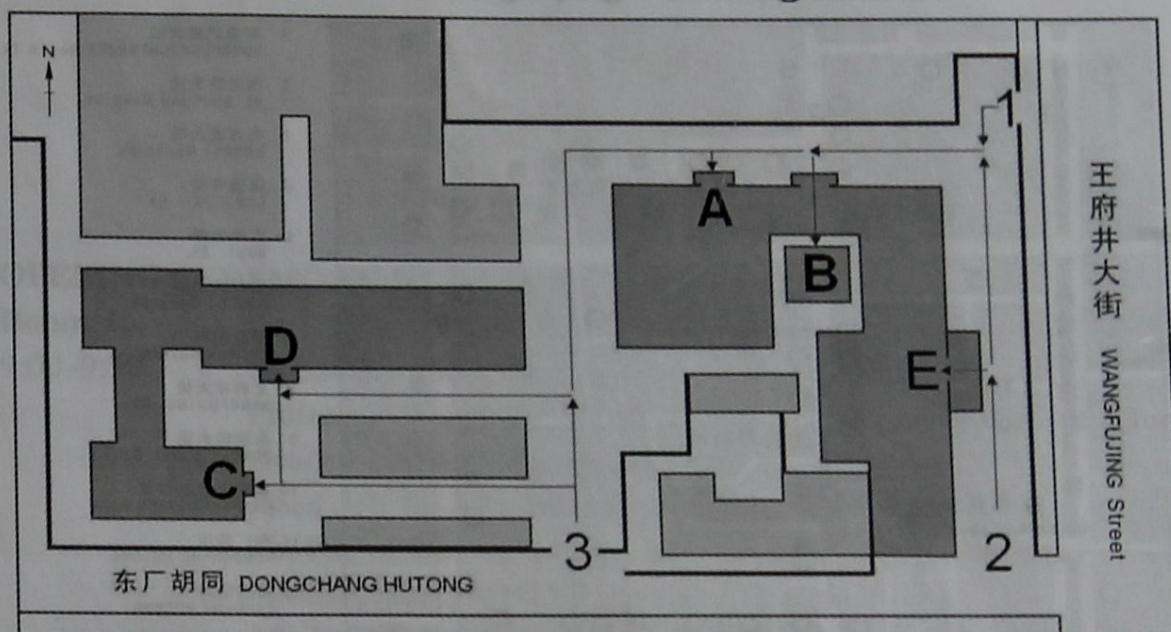 N
1
A
B
王府井大街 WANGFUJING Street
D
E
C
3
2
东厂胡同 DONGCHANG HUTONG